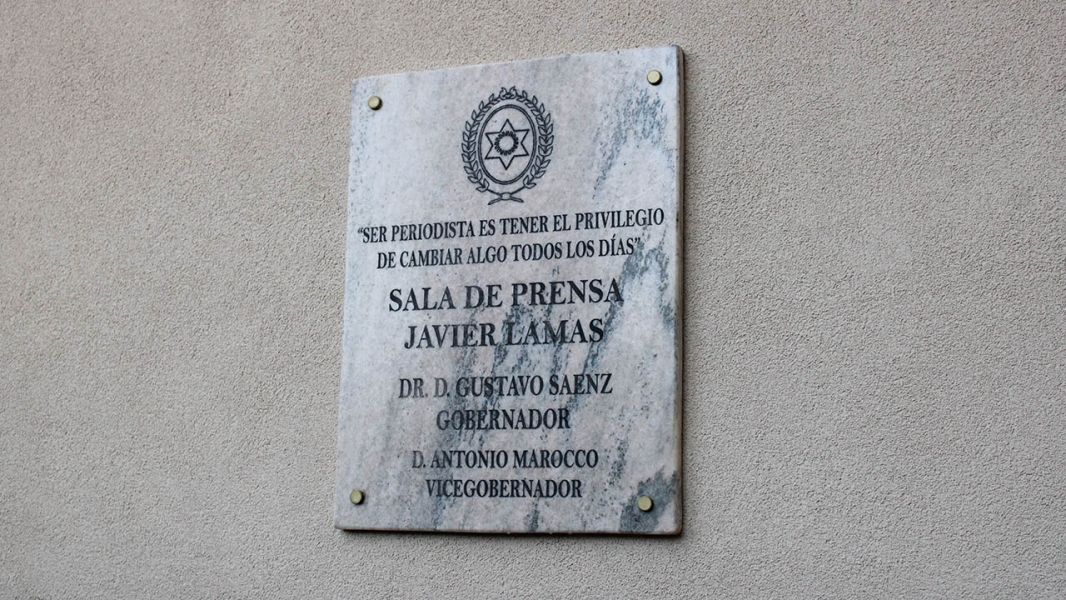 “SER PERIODISTA ES TENER EL PRIVILEGIO
DE CAMBIAR ALGO TODOS LOS DÍAS”
SALA DE PRENSA
JAVIER LAMAS
DR. D. GUSTAVO SAENZ
GOBERNADOR
D. ANTONIO MAROCCO
VICEGOBERNADOR